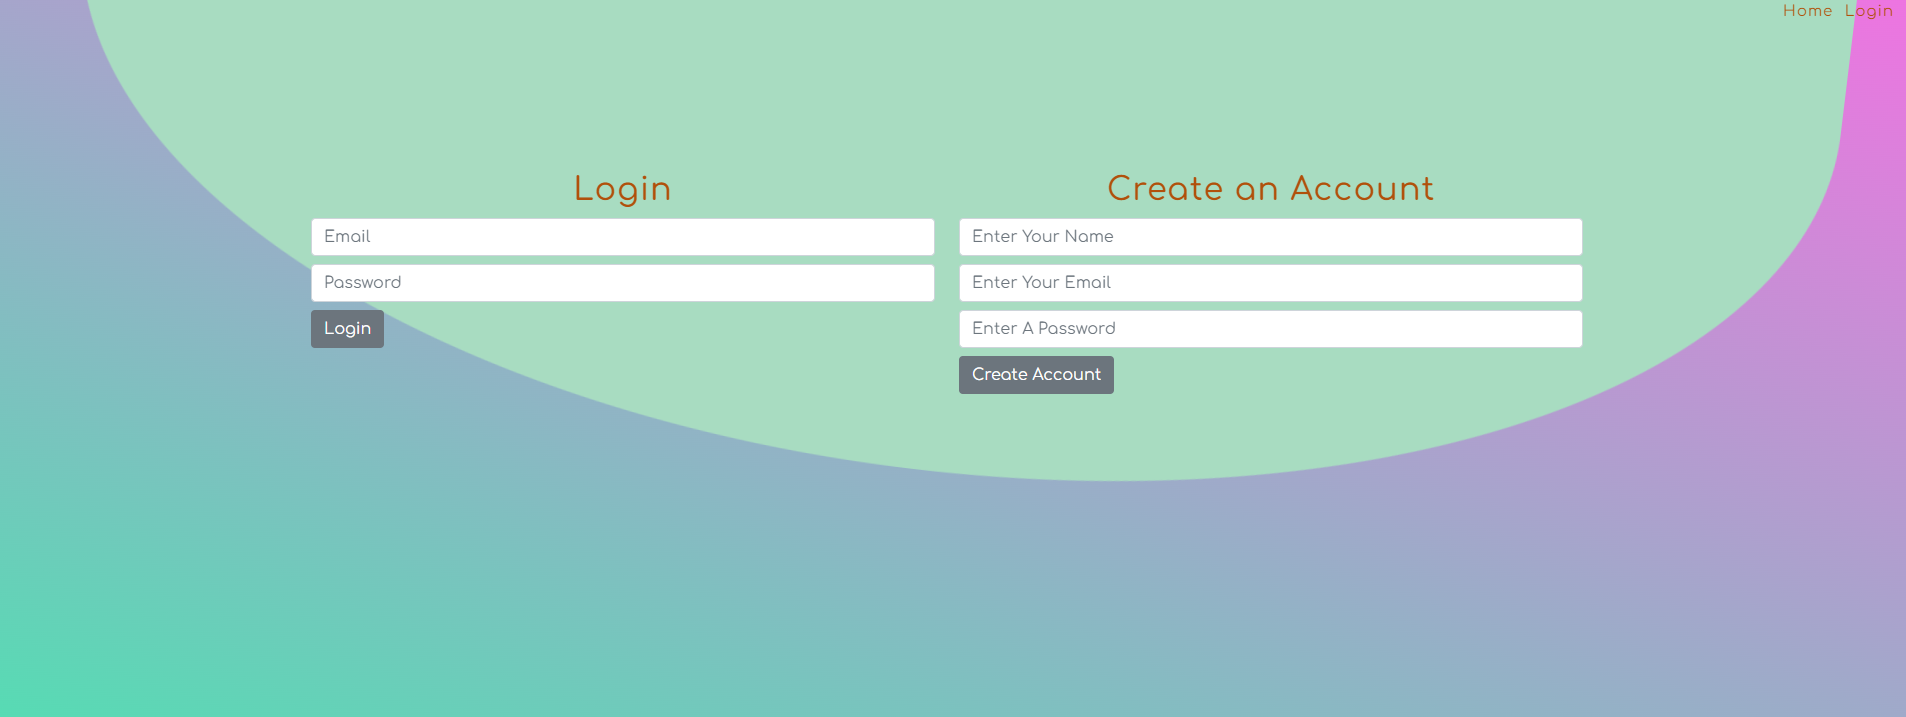 Home Login
Login
Email
Password
Login
Create an Account
Enter Your Name
Enter Your Email
Enter A Password
Create Account